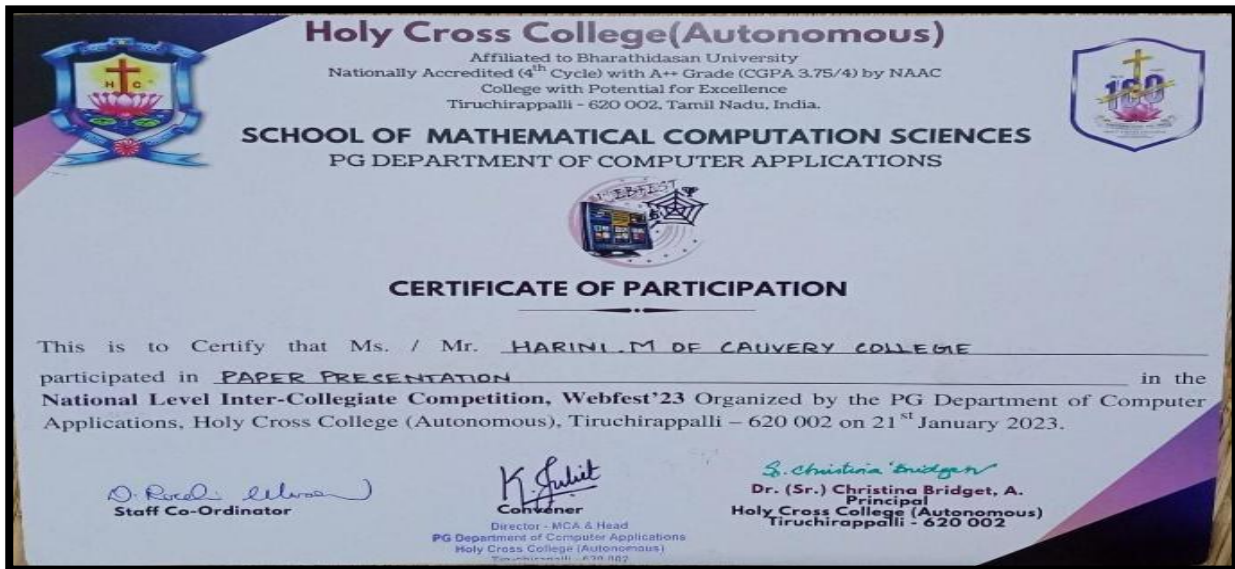 Holy Cross College(Autonomous)
Affiliated to Bharathidasan University
Nationally Accredited (4th Cycle) with A++ Grade (CGPA 3.75/4) by NAAC
College with Potential for Excellence
Tiruchirappalli - 620 002, Tamil Nadu, India.
H C
100
SCHOOL OF MATHEMATICAL COMPUTATION SCIENCES
PG DEPARTMENT OF COMPUTER APPLICATIONS
WEBFEST
CERTIFICATE OF PARTICIPATION
This is to Certify that Ms. / Mr. HARINI.M OF CAUVERY COLLEGE
participated in PAPER PRESENTATION in the
National Level Inter-Collegiate Competition, Webfest'23 Organized by the PG Department of Computer
Applications, Holy Cross College (Autonomous), Tiruchirappalli – 620 002 on 21st January 2023.
Staff Co-Ordinator
K. Juliet
Convener
Director - MCA & Head
PG Department of Computer Applications
Holy Cross College (Autonomous)
Tiruchirapalli - 620 002
S. Christina Bridget
Dr. (Sr.) Christina Bridget, A.
Principal
Holy Cross College (Autonomous)
Tiruchirappalli - 620 002